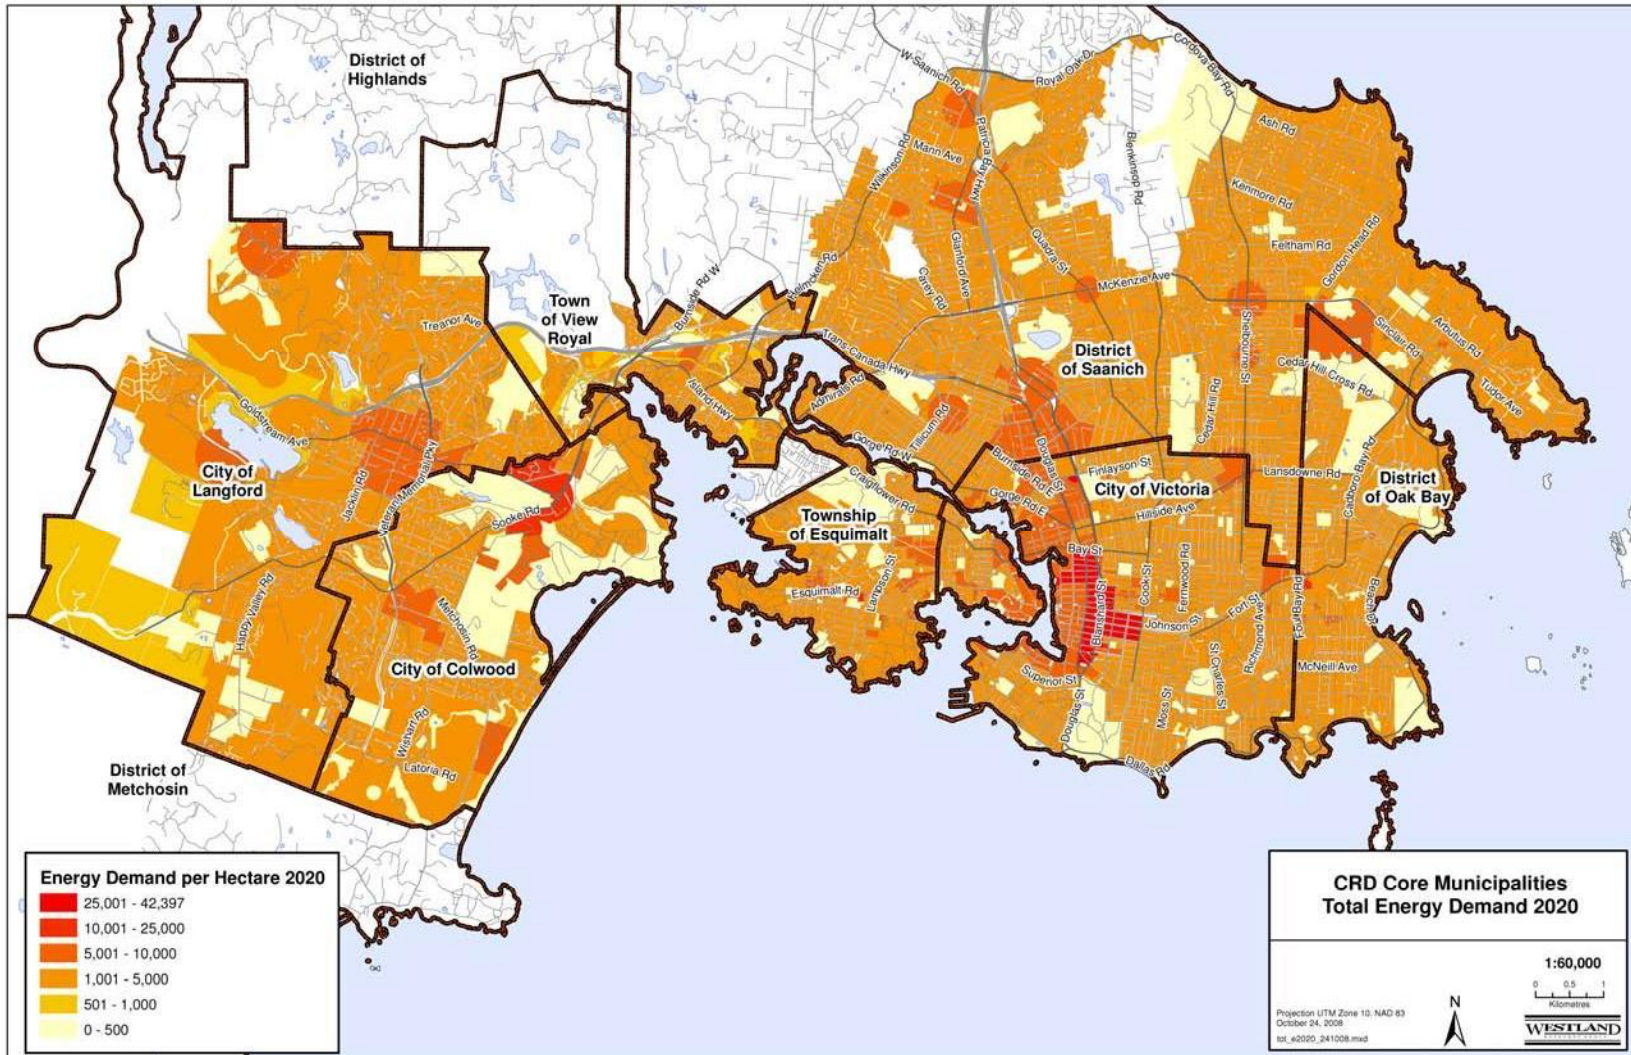 District of
Highlands
W Saanich Rd
Royal Oak Dr
Cordova Bay Rd
Ash Rd
Patricia Bay Hwy
Mann Ave
Wilkinson Rd
Blenkinsop Rd
Kenmore Rd
Feltham Rd
Gordon Head Rd
Glanford Ave
Quadra St
Carey Rd
McKenzie Ave
Helmcken Rd
Burnside Rd W
Town
of View
Royal
Treanor Ave
Trans-Canada Hwy
District
of Saanich
Shelbourne St
Sinclair Rd
Arbutus Rd
Cedar Hill Cross Rd
Tudor Ave
Island Hwy
Admirals Rd
Goldstream Ave
Cedar Hill Rd
Tillicum Rd
Gorge Rd W
Douglas St
Burnside Rd E
Finlayson St
Lansdowne Rd
Cadboro Bay Rd
District
of Oak Bay
City of
Langford
Jacklin Rd
Veteran Memorial Pky
Sooke Rd
Craigflower Rd
Gorge Rd E
City of Victoria
Hillside Ave
Township
of Esquimalt
Bay St
Lampson St
Esquimalt Rd
Blanshard St
Cook St
Fernwood Rd
Fort St
Johnson St
Richmond Ave
Foul Bay Rd
Beach Dr
Happy Valley Rd
Metchosin Rd
City of Colwood
St Charles St
McNeill Ave
Superior St
Douglas St
Moss St
Dallas Rd
Wishart Rd
Latoria Rd
District of
Metchosin
Energy Demand per Hectare 2020
25,001 - 42,397
10,001 - 25,000
5,001 - 10,000
1,001 - 5,000
501 - 1,000
0 - 500
CRD Core Municipalities
Total Energy Demand 2020
1:60,000
0 0.5 1
Kilometres
Projection UTM Zone 10, NAD 83
October 24, 2008
tot_e2020_241008.mxd
N
WESTLAND